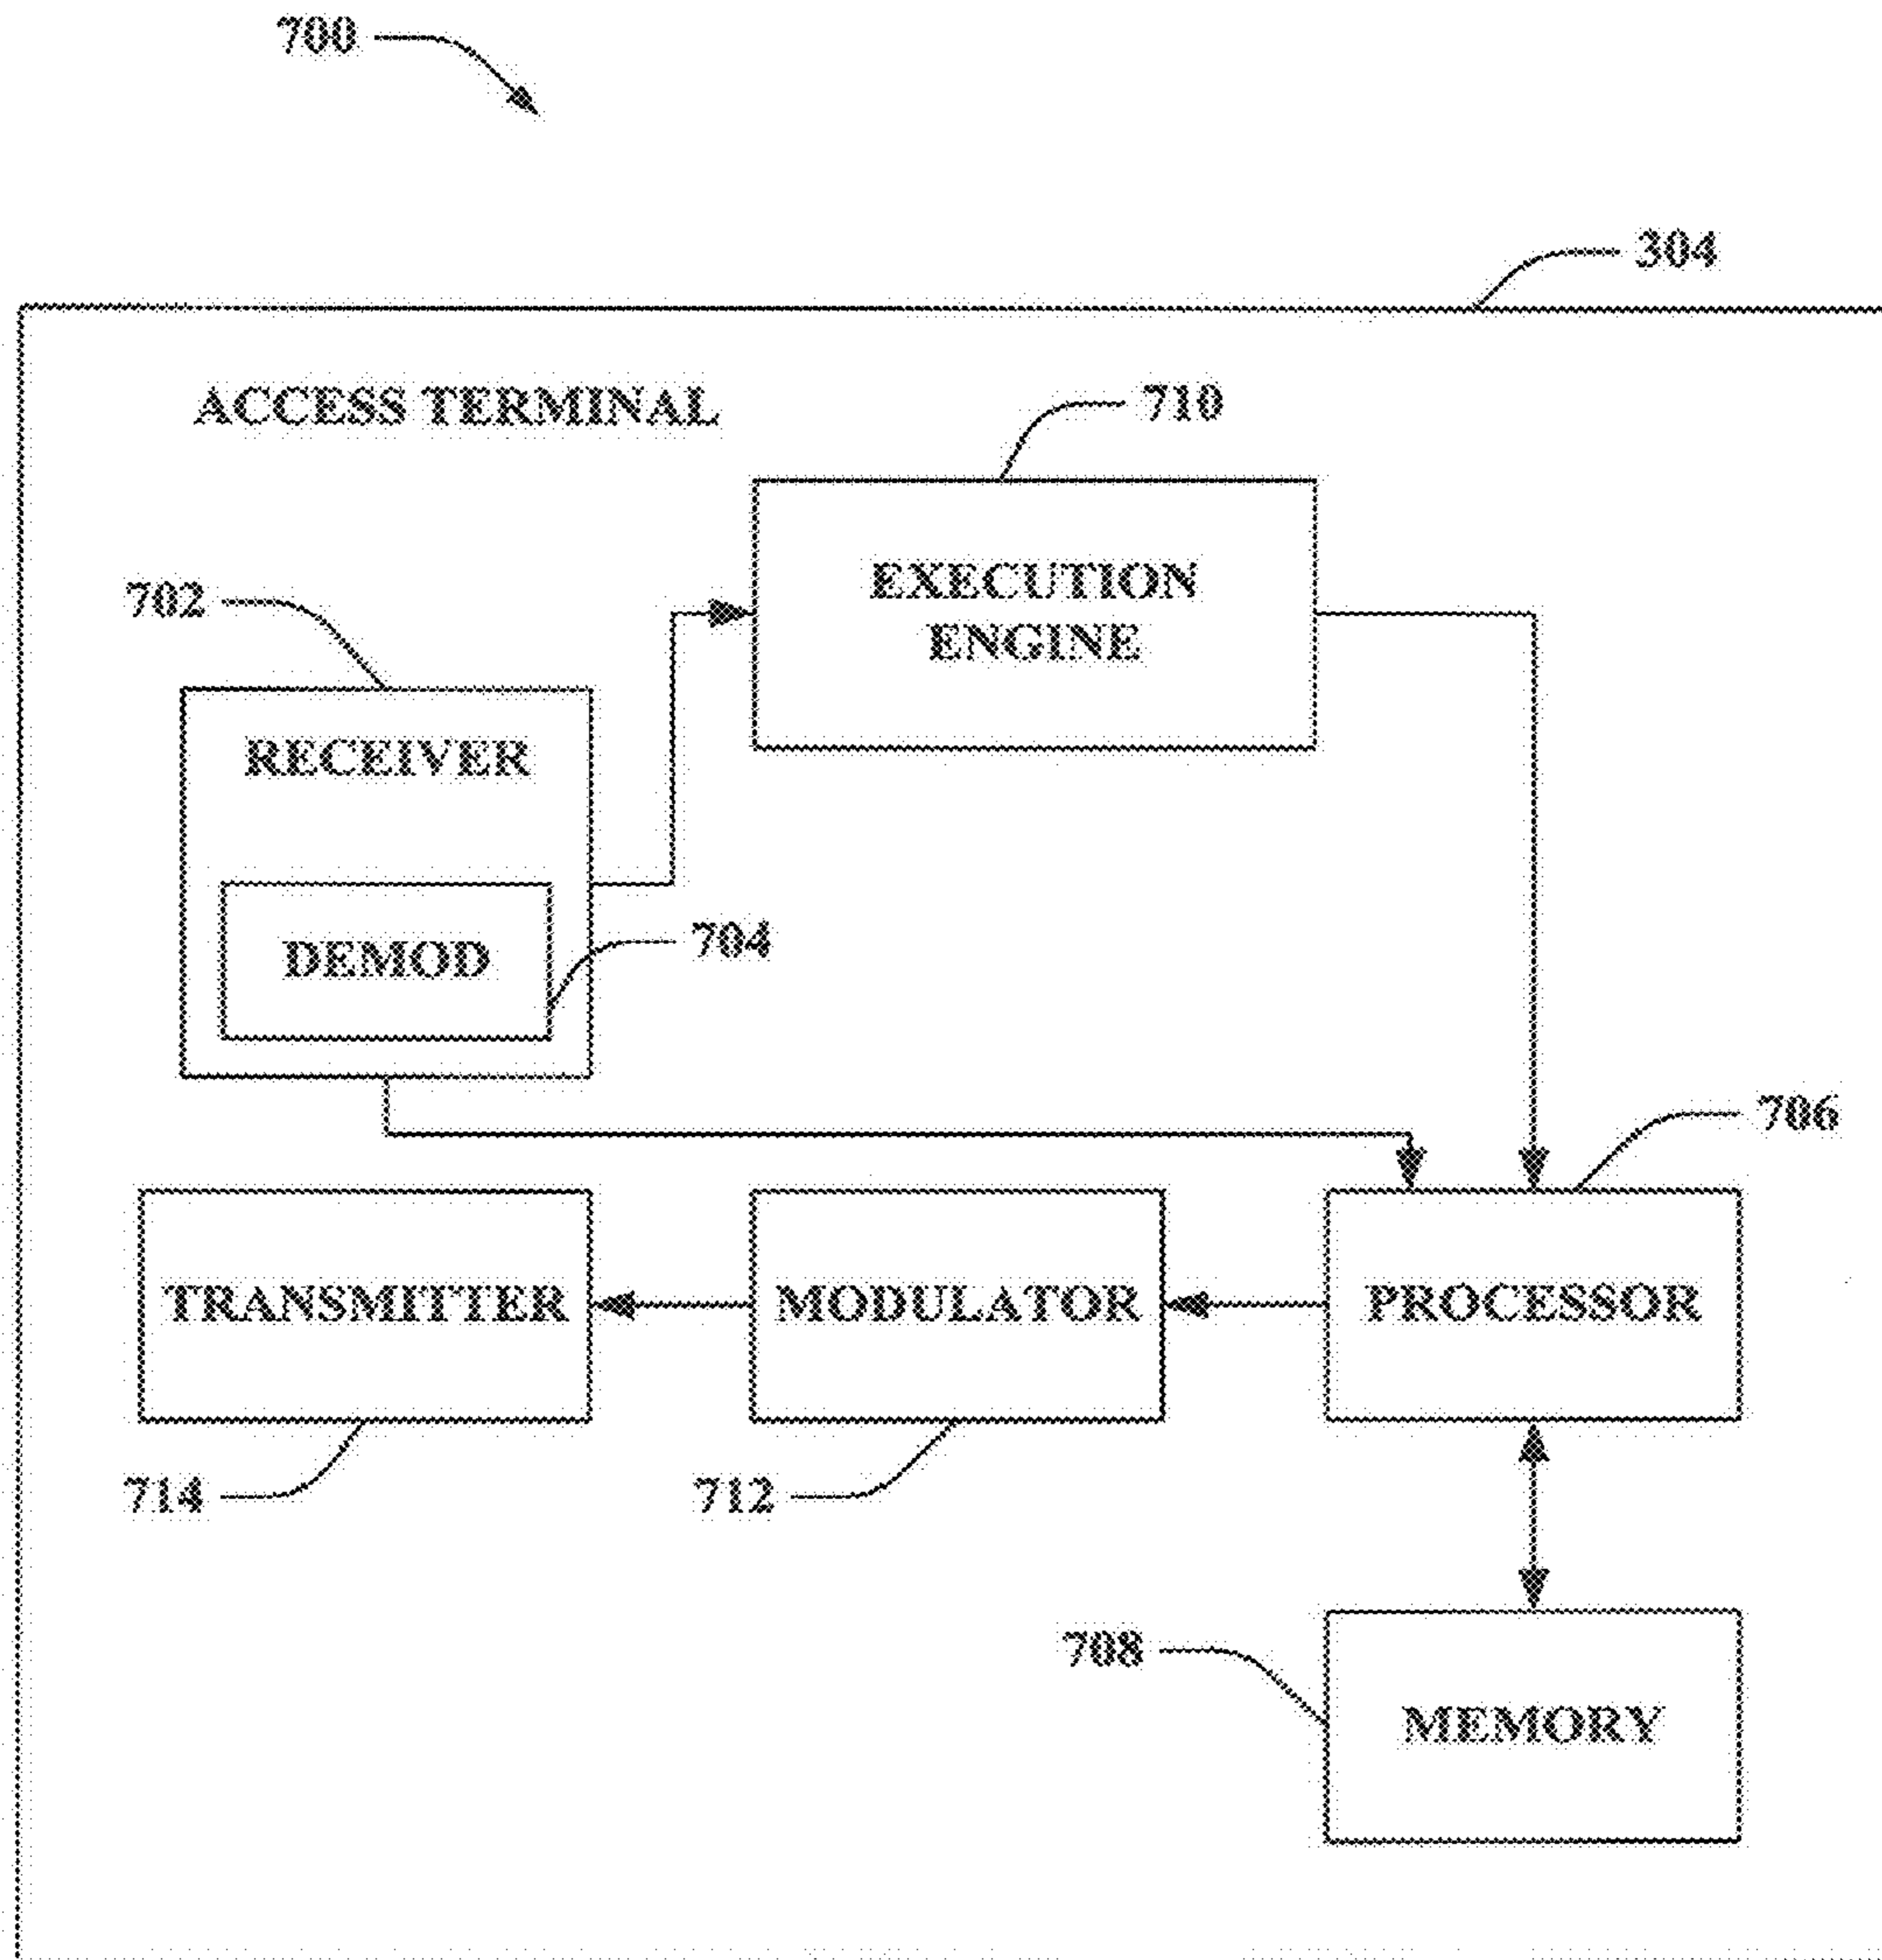 700
304
ACCESS TERMINAL
710
EXECUTION
ENGINE
702
RECEIVER
DEMOD
704
706
TRANSMITTER
MODULATOR
PROCESSOR
714
712
708
MEMORY